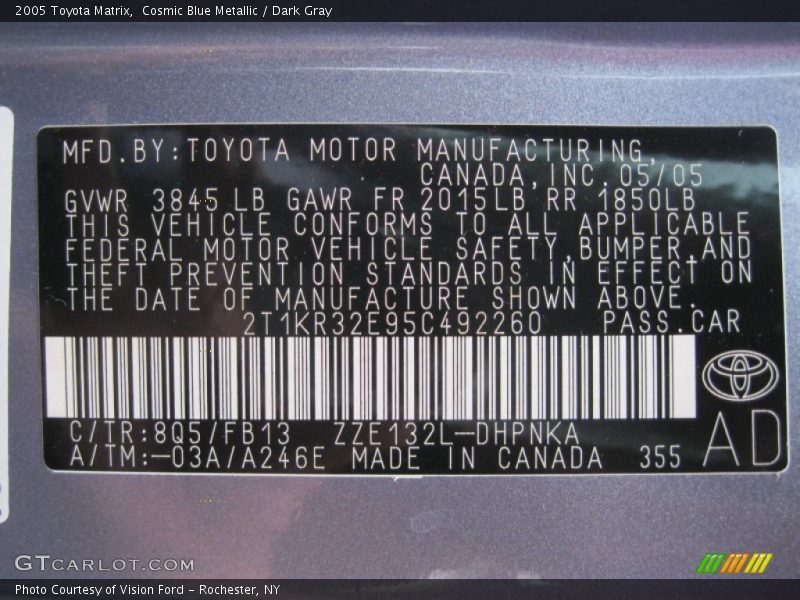 2005 Toyota Matrix, Cosmic Blue Metallic / Dark Gray
MFD.BY:TOYOTA MOTOR MANUFACTURING,
CANADA,INC.05/05
GVWR 3845 LB GAWR FR 2015LB RR 1850LB
THIS VEHICLE CONFORMS TO ALL APPLICABLE
FEDERAL MOTOR VEHICLE SAFETY,BUMPER,AND
THEFT PREVENTION STANDARDS IN EFFECT ON
THE DATE OF MANUFACTURE SHOWN ABOVE.
2T1KR32E95C492260 PASS.CAR
C/TR:8Q5/FB13 ZZE132L-DHPNKA
A/TM:-03A/A246E MADE IN CANADA 355
AD
GTcarlot.com
Photo Courtesy of Vision Ford - Rochester, NY